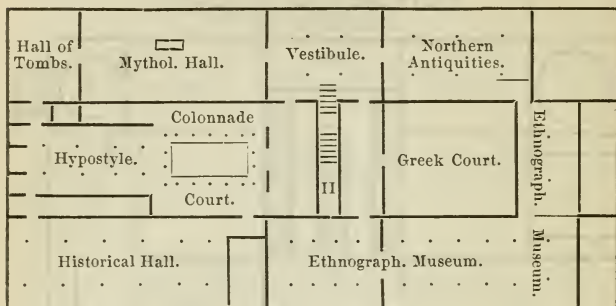 Hall of
Tombs.
Mythol. Hall.
Vestibule.
Northern
Antiquities.
Colonnade
Hypostyle.
Court.
II
Greek Court.
Ethnograph. Museum
Historical Hall.
Ethnograph. Museum.